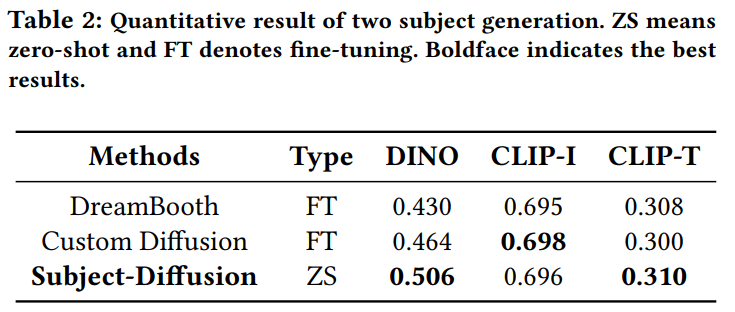 Table 2: Quantitative result of two subject generation. ZS means
zero-shot and FT denotes fine-tuning. Boldface indicates the best
results.
Methods Type DINO CLIP-I CLIP-T
DreamBooth FT 0.430 0.695 0.308
Custom Diffusion FT 0.464 0.698 0.300
Subject-Diffusion ZS 0.506 0.696 0.310